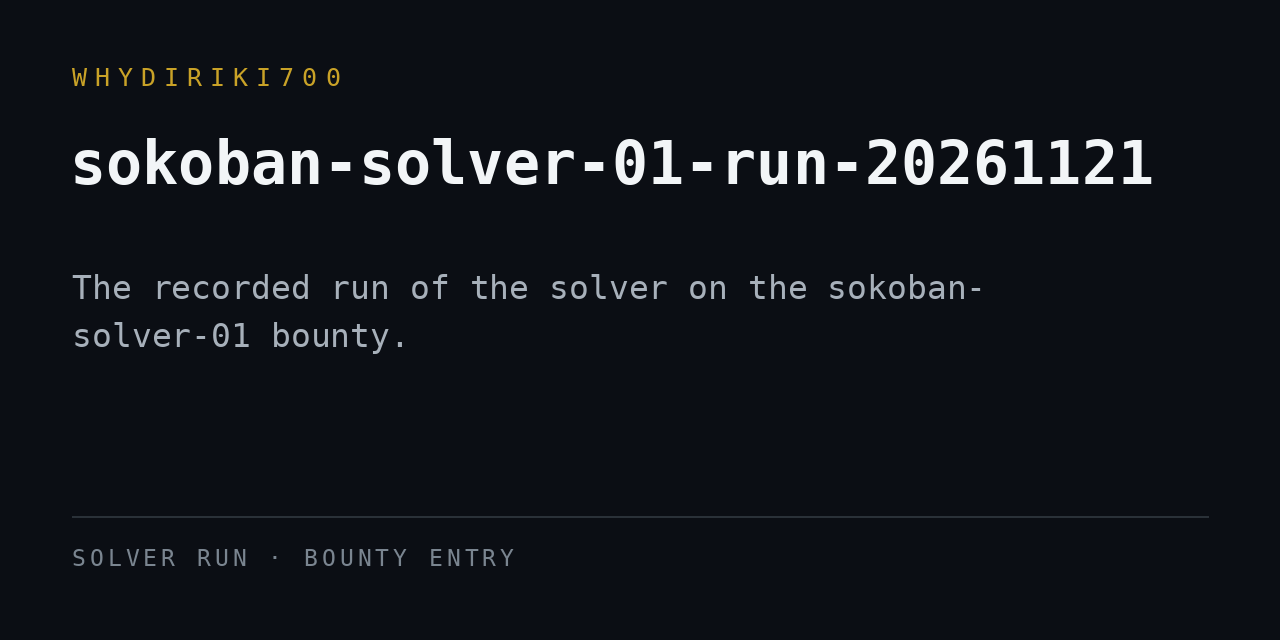 WHYDIRIKI700
sokoban-solver-01-run-20261121
The recorded run of the solver on the sokoban-
solver-01 bounty.
SOLVER RUN · BOUNTY ENTRY